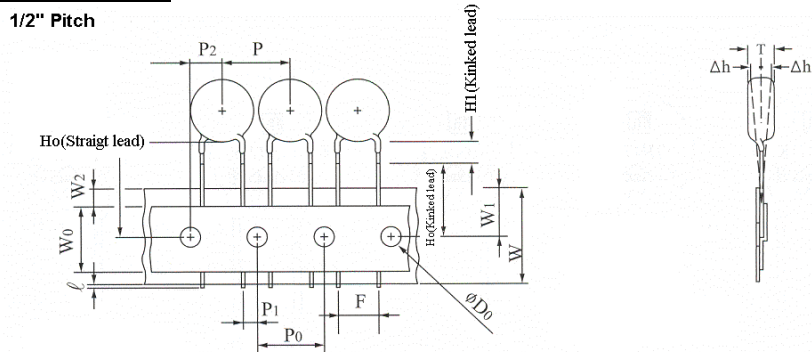 1/2" Pitch
P2
P
H1(Kinked lead)
T
Δh
Δh
Ho(Straigt lead)
W2
W0
Ho(Kinked lead)
W1
W
ℓ
P1
F
P0
øD0